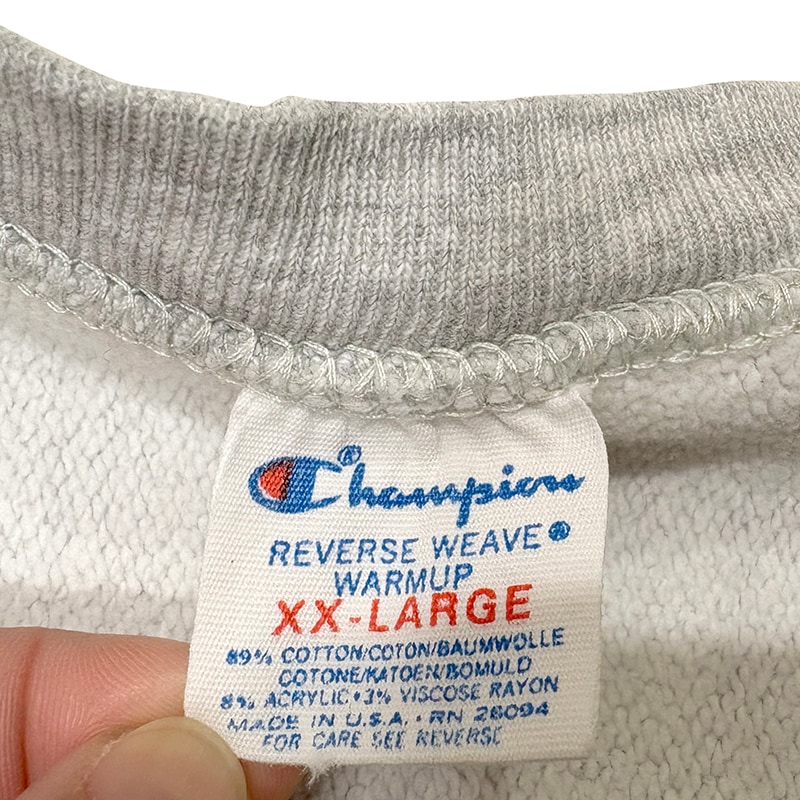 Champion®
REVERSE WEAVE®
WARMUP
XX-LARGE
89% COTTON/COTON/BAUMWOLLE
COTONE/KATOEN/BOMULD
8% ACRYLIC•3% VISCOSE RAYON
MADE IN U.S.A.•RN 26094
FOR CARE SEE REVERSE